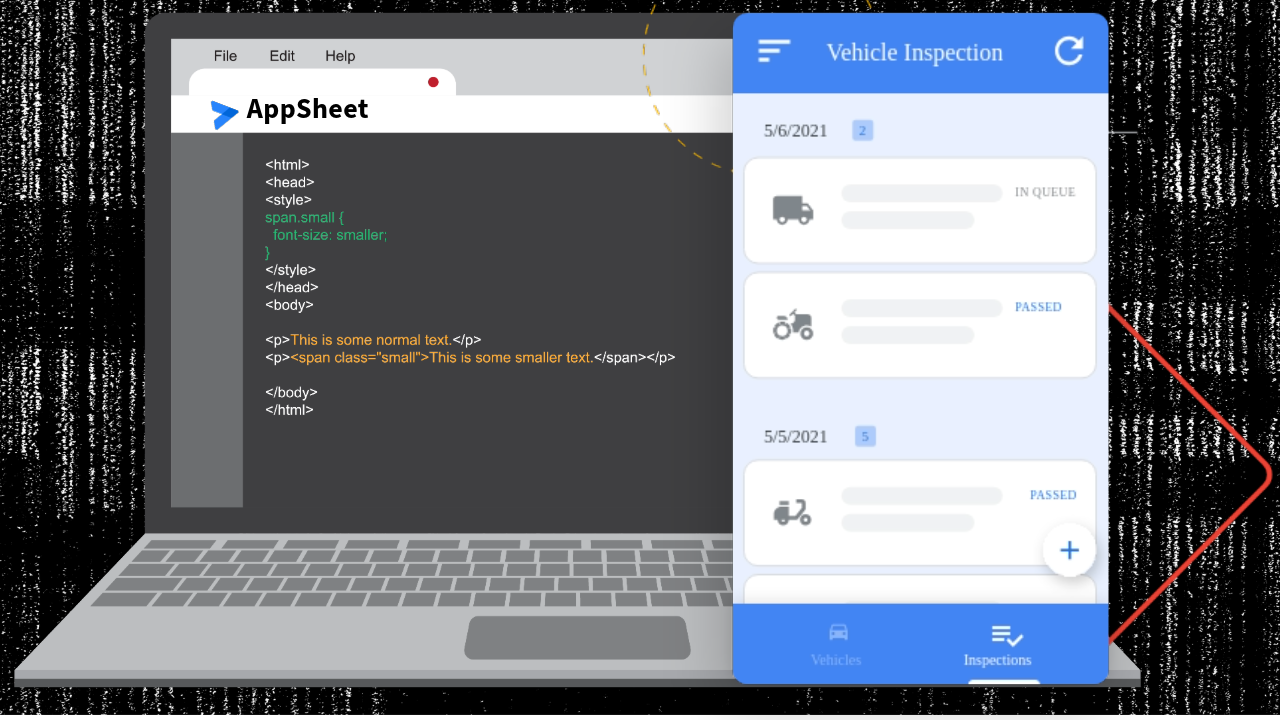 File Edit Help
AppSheet
<html>
<head>
<style>
span.small {
font-size: smaller;
}
</style>
</head>
<body>
<p>This is some normal text.</p>
<p><span class="small">This is some smaller text.</span></p>
</body>
</html>
Vehicle Inspection
5/6/2021 2
IN QUEUE
PASSED
5/5/2021 5
PASSED
+
Vehicles Inspections